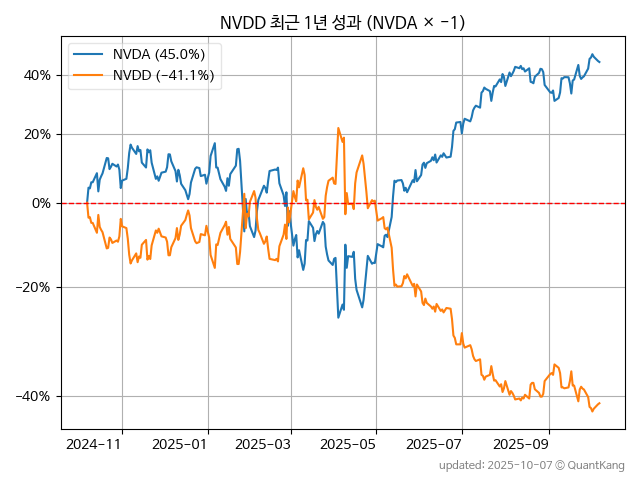 NVDD 최근 1년 성과 (NVDA × −1)
NVDA (45.0%)
NVDD (−41.1%)
40%
20%
0%
−20%
−40%
2024-11
2025-01
2025-03
2025-05
2025-07
2025-09
updated: 2025-10-07 © QuantKang